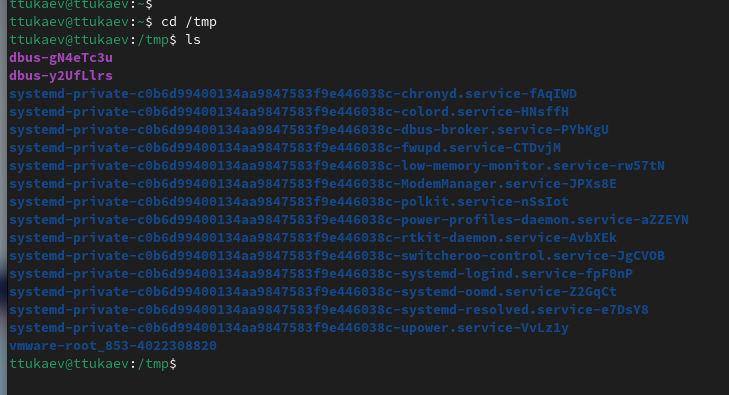 ttukaev@ttukaev:~$
ttukaev@ttukaev:~$ cd /tmp
ttukaev@ttukaev:/tmp$ ls
dbus-gN4eTc3u
dbus-y2UfLlrs
systemd-private-c0b6d99400134aa9847583f9e446038c-chronyd.service-fAqIWD
systemd-private-c0b6d99400134aa9847583f9e446038c-colord.service-HNsffH
systemd-private-c0b6d99400134aa9847583f9e446038c-dbus-broker.service-PYbKgU
systemd-private-c0b6d99400134aa9847583f9e446038c-fwupd.service-CTDvjM
systemd-private-c0b6d99400134aa9847583f9e446038c-low-memory-monitor.service-rw57tN
systemd-private-c0b6d99400134aa9847583f9e446038c-ModemManager.service-JPXs8E
systemd-private-c0b6d99400134aa9847583f9e446038c-polkit.service-nSsIot
systemd-private-c0b6d99400134aa9847583f9e446038c-power-profiles-daemon.service-aZZEYN
systemd-private-c0b6d99400134aa9847583f9e446038c-rtkit-daemon.service-AvbXEk
systemd-private-c0b6d99400134aa9847583f9e446038c-switcheroo-control.service-JgCVOB
systemd-private-c0b6d99400134aa9847583f9e446038c-systemd-logind.service-fpF0nP
systemd-private-c0b6d99400134aa9847583f9e446038c-systemd-oomd.service-Z2GqCt
systemd-private-c0b6d99400134aa9847583f9e446038c-systemd-resolved.service-e7DsY8
systemd-private-c0b6d99400134aa9847583f9e446038c-upower.service-VvLz1y
vmware-root_853-4022308820
ttukaev@ttukaev:/tmp$